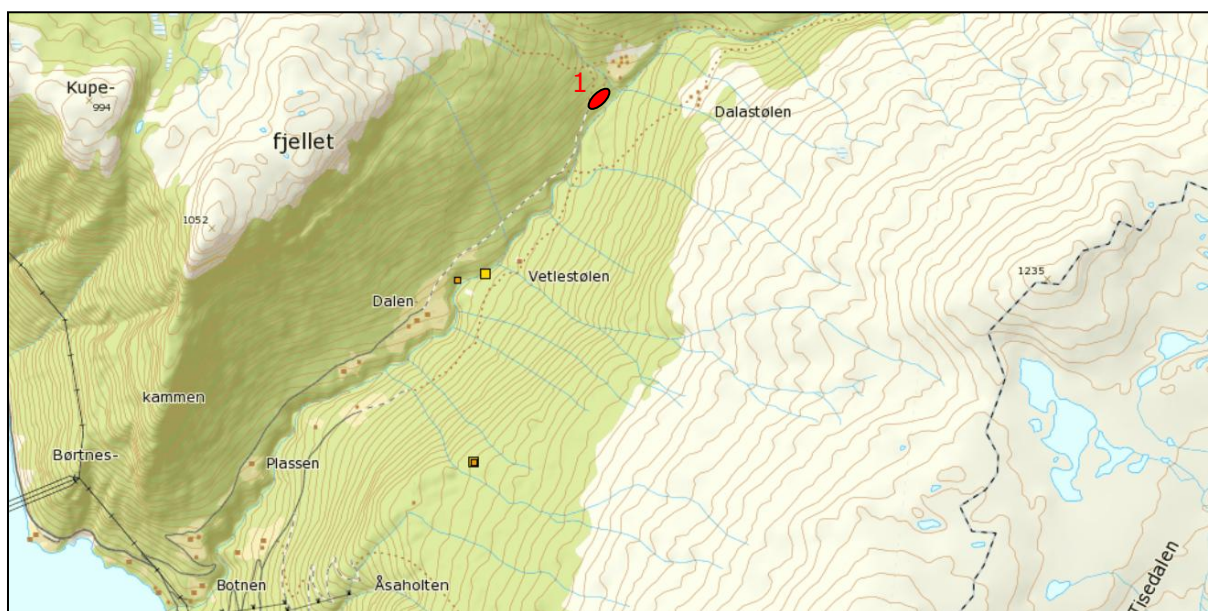 Kupe-
994
1
fjellet
Dalastølen
1052
1235
Vetlestølen
Dalen
kammen
Børtnes-
Plassen
Botnen
Åsaholten
Tisedalen